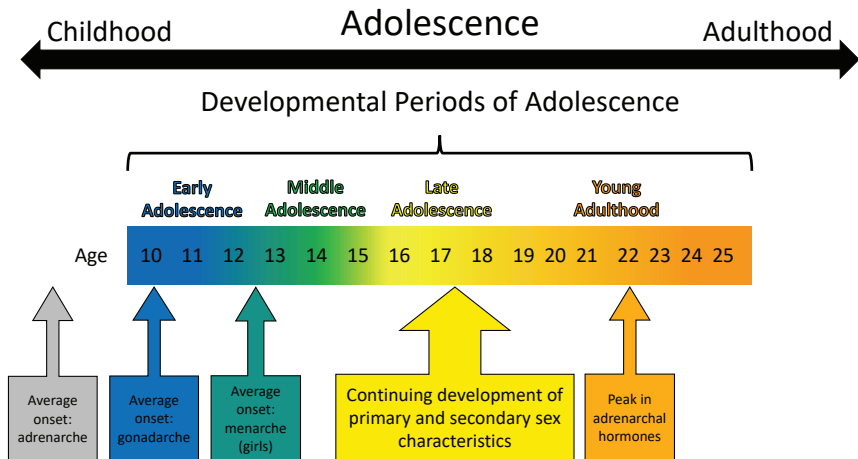 Childhood Adolescence Adulthood
Developmental Periods of Adolescence
Early
Adolescence
Middle
Adolescence
Late
Adolescence
Young
Adulthood
Age 10 11 12 13 14 15 16 17 18 19 20 21 22 23 24 25
Average
onset:
adrenarche
Average
onset:
gonadarche
Average
onset:
menarche
(girls)
Continuing development of
primary and secondary sex
characteristics
Peak in
adrenarchal
hormones